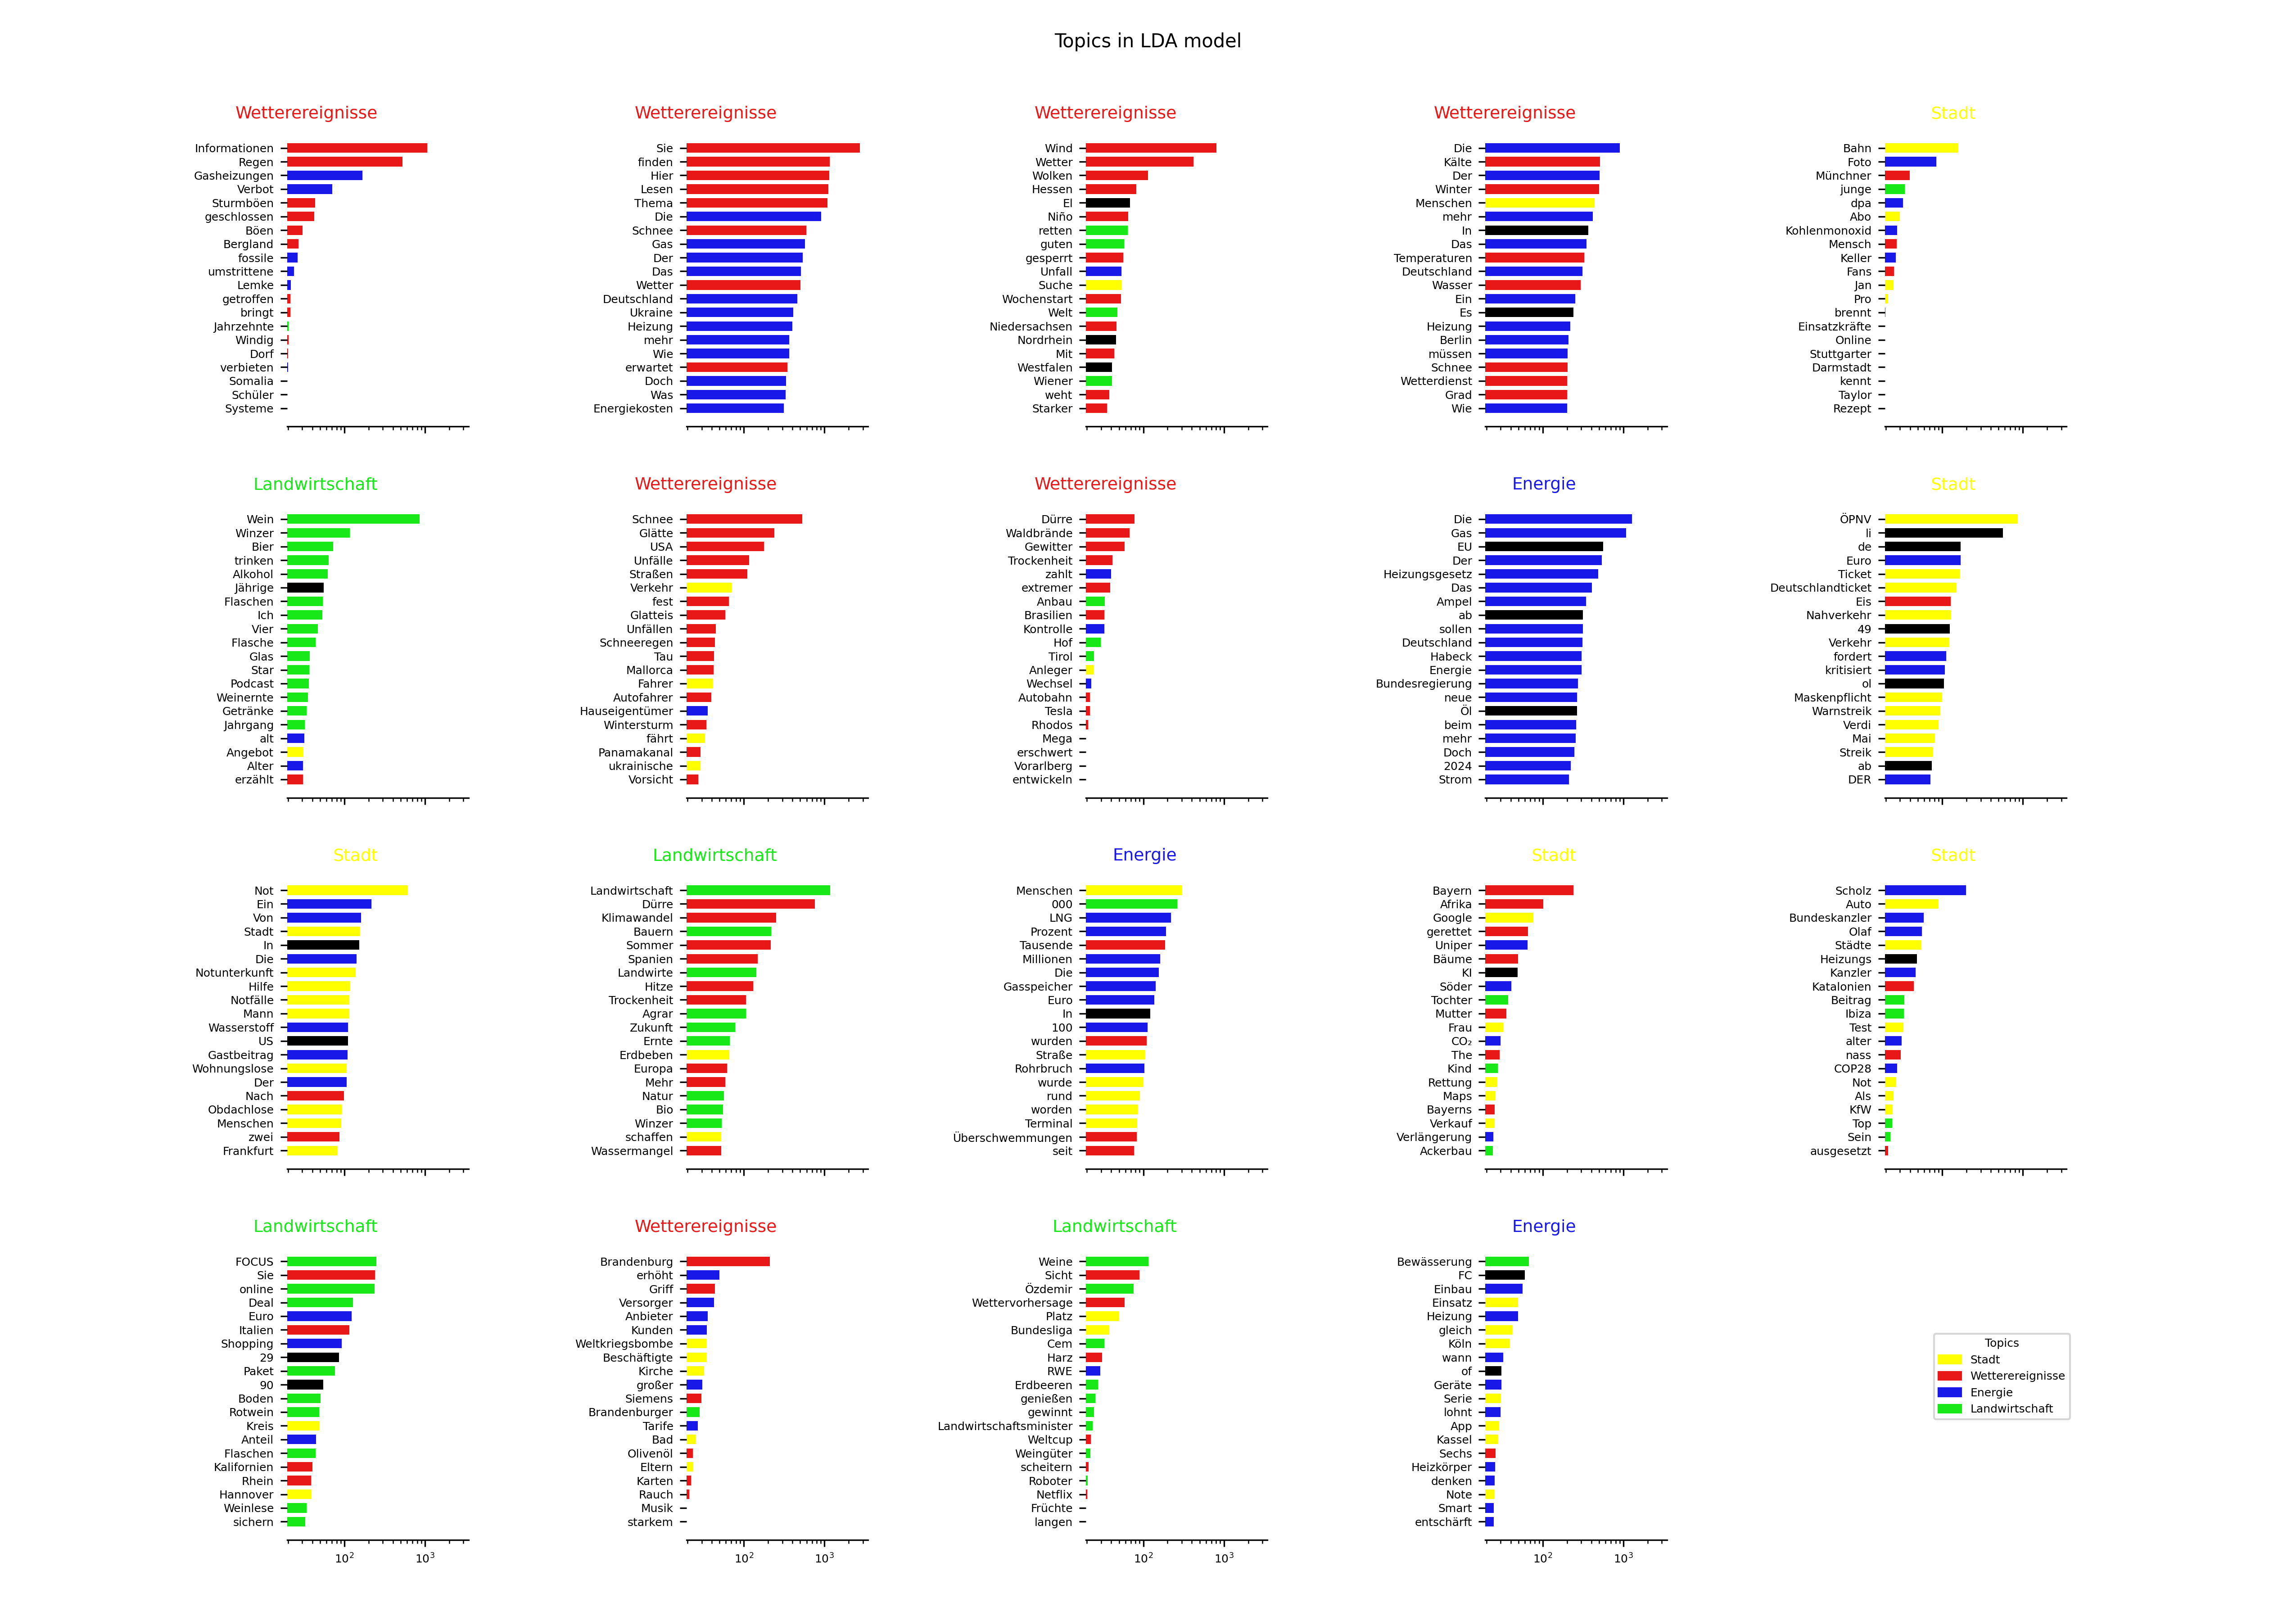 Topics in LDA model
Wetterereignisse
Informationen
Regen
Gasheizungen
Verbot
Sturmböen
geschlossen
Böen
Bergland
fossile
umstrittene
Lemke
getroffen
bringt
Jahrzehnte
Windig
Dorf
verbieten
Somalia
Schüler
Systeme
Wetterereignisse
Sie
finden
Hier
Lesen
Thema
Die
Schnee
Gas
Der
Das
Wetter
Deutschland
Ukraine
Heizung
mehr
Wie
erwartet
Doch
Was
Energiekosten
Wetterereignisse
Wind
Wetter
Wolken
Hessen
El
Niño
retten
guten
gesperrt
Unfall
Suche
Wochenstart
Welt
Niedersachsen
Nordrhein
Mit
Westfalen
Wiener
weht
Starker
Wetterereignisse
Die
Kälte
Der
Winter
Menschen
mehr
In
Das
Temperaturen
Deutschland
Wasser
Ein
Es
Heizung
Berlin
müssen
Schnee
Wetterdienst
Grad
Wie
Stadt
Bahn
Foto
Münchner
junge
dpa
Abo
Kohlenmonoxid
Mensch
Keller
Fans
Jan
Pro
brennt
Einsatzkräfte
Online
Stuttgarter
Darmstadt
kennt
Taylor
Rezept
Landwirtschaft
Wein
Winzer
Bier
trinken
Alkohol
Jährige
Flaschen
Ich
Vier
Flasche
Glas
Star
Podcast
Weinernte
Getränke
Jahrgang
alt
Angebot
Alter
erzählt
Wetterereignisse
Schnee
Glätte
USA
Unfälle
Straßen
Verkehr
fest
Glatteis
Unfällen
Schneeregen
Tau
Mallorca
Fahrer
Autofahrer
Hauseigentümer
Wintersturm
fährt
Panamakanal
ukrainische
Vorsicht
Wetterereignisse
Dürre
Waldbrände
Gewitter
Trockenheit
zahlt
extremer
Anbau
Brasilien
Kontrolle
Hof
Tirol
Anleger
Wechsel
Autobahn
Tesla
Rhodos
Mega
erschwert
Vorarlberg
entwickeln
Energie
Die
Gas
EU
Der
Heizungsgesetz
Das
Ampel
ab
sollen
Deutschland
Habeck
Energie
Bundesregierung
neue
Öl
beim
mehr
Doch
2024
Strom
Stadt
ÖPNV
li
de
Euro
Ticket
Deutschlandticket
Eis
Nahverkehr
49
Verkehr
fordert
kritisiert
ol
Maskenpflicht
Warnstreik
Verdi
Mai
Streik
ab
DER
Stadt
Not
Ein
Von
Stadt
In
Die
Notunterkunft
Hilfe
Notfälle
Mann
Wasserstoff
US
Gastbeitrag
Wohnungslose
Der
Nach
Obdachlose
Menschen
zwei
Frankfurt
Landwirtschaft
Landwirtschaft
Dürre
Klimawandel
Bauern
Sommer
Spanien
Landwirte
Hitze
Trockenheit
Agrar
Zukunft
Ernte
Erdbeben
Europa
Mehr
Natur
Bio
Winzer
schaffen
Wassermangel
Energie
Menschen
000
LNG
Prozent
Tausende
Millionen
Die
Gasspeicher
Euro
In
100
wurden
Straße
Rohrbruch
wurde
rund
worden
Terminal
Überschwemmungen
seit
Stadt
Bayern
Afrika
Google
gerettet
Uniper
Bäume
KI
Söder
Tochter
Mutter
Frau
CO₂
The
Kind
Rettung
Maps
Bayerns
Verkauf
Verlängerung
Ackerbau
Stadt
Scholz
Auto
Bundeskanzler
Olaf
Städte
Heizungs
Kanzler
Katalonien
Beitrag
Ibiza
Test
alter
nass
COP28
Not
Als
KfW
Top
Sein
ausgesetzt
Landwirtschaft
FOCUS
Sie
online
Deal
Euro
Italien
Shopping
29
Paket
90
Boden
Rotwein
Kreis
Anteil
Flaschen
Kalifornien
Rhein
Hannover
Weinlese
sichern
10² 10³
Wetterereignisse
Brandenburg
erhöht
Griff
Versorger
Anbieter
Kunden
Weltkriegsbombe
Beschäftigte
Kirche
großer
Siemens
Brandenburger
Tarife
Bad
Olivenöl
Eltern
Karten
Rauch
Musik
starkem
10² 10³
Landwirtschaft
Weine
Sicht
Özdemir
Wettervorhersage
Platz
Bundesliga
Cem
Harz
RWE
Erdbeeren
genießen
gewinnt
Landwirtschaftsminister
Weltcup
Weingüter
scheitern
Roboter
Netflix
Früchte
langen
10² 10³
Energie
Bewässerung
FC
Einbau
Einsatz
Heizung
gleich
Köln
wann
of
Geräte
Serie
lohnt
App
Kassel
Sechs
Heizkörper
denken
Note
Smart
entschärft
10² 10³
Topics
Stadt
Wetterereignisse
Energie
Landwirtschaft